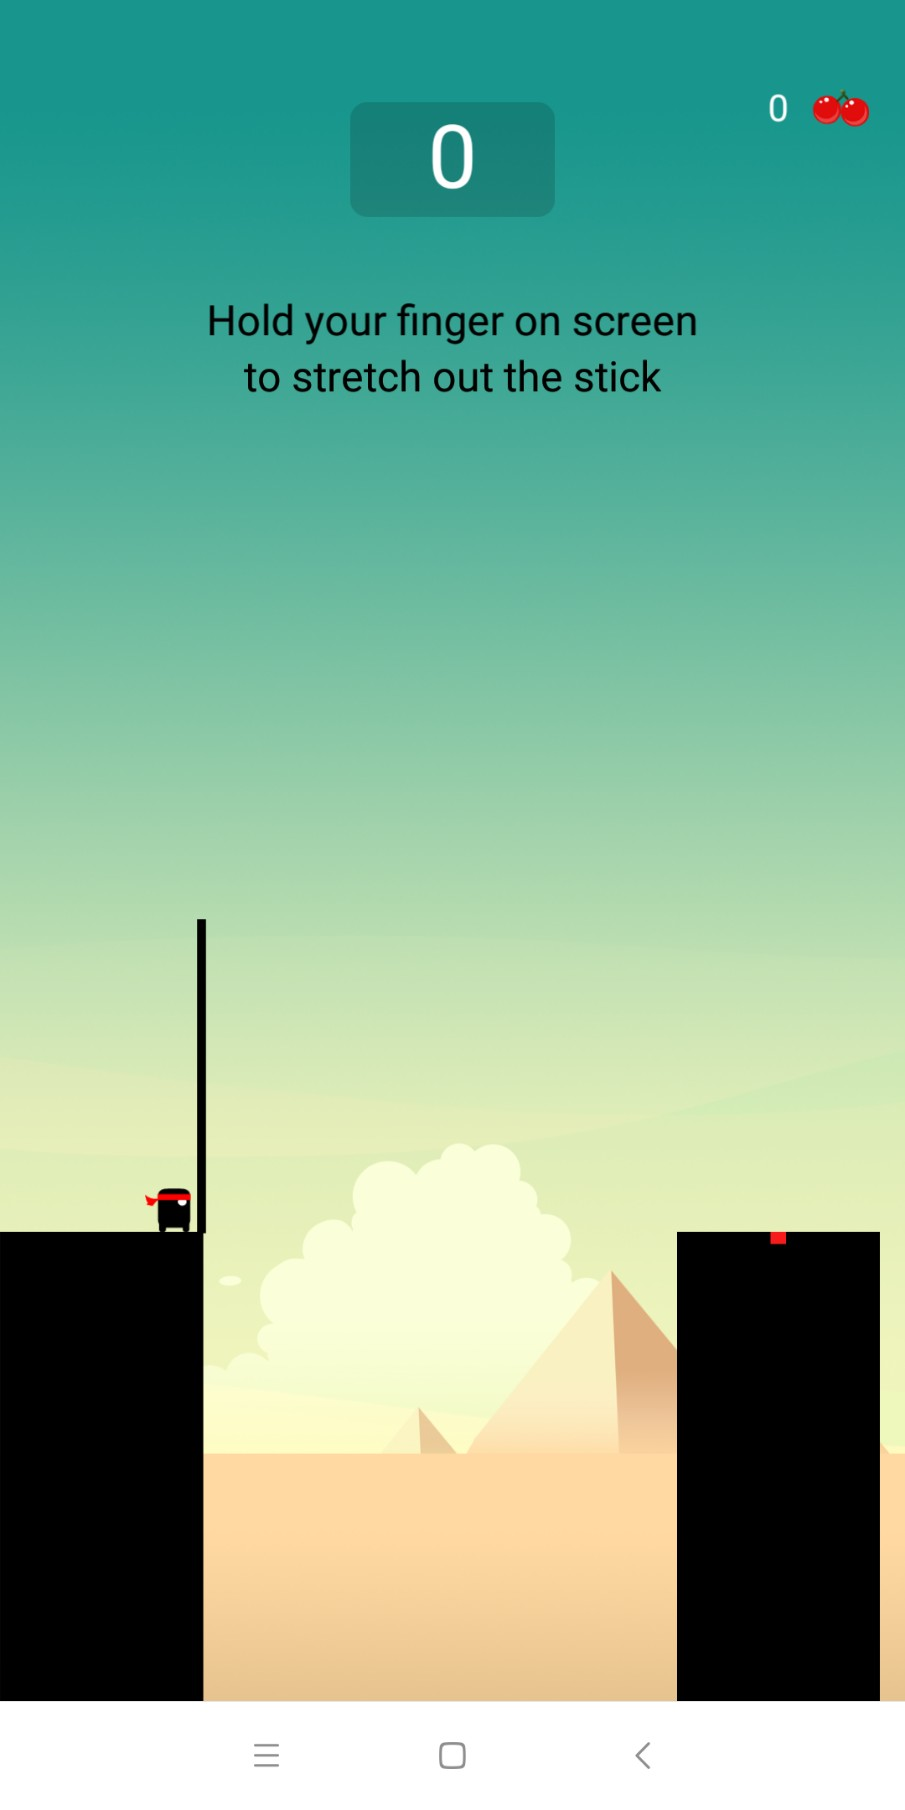 0
0
Hold your finger on screen
to stretch out the stick